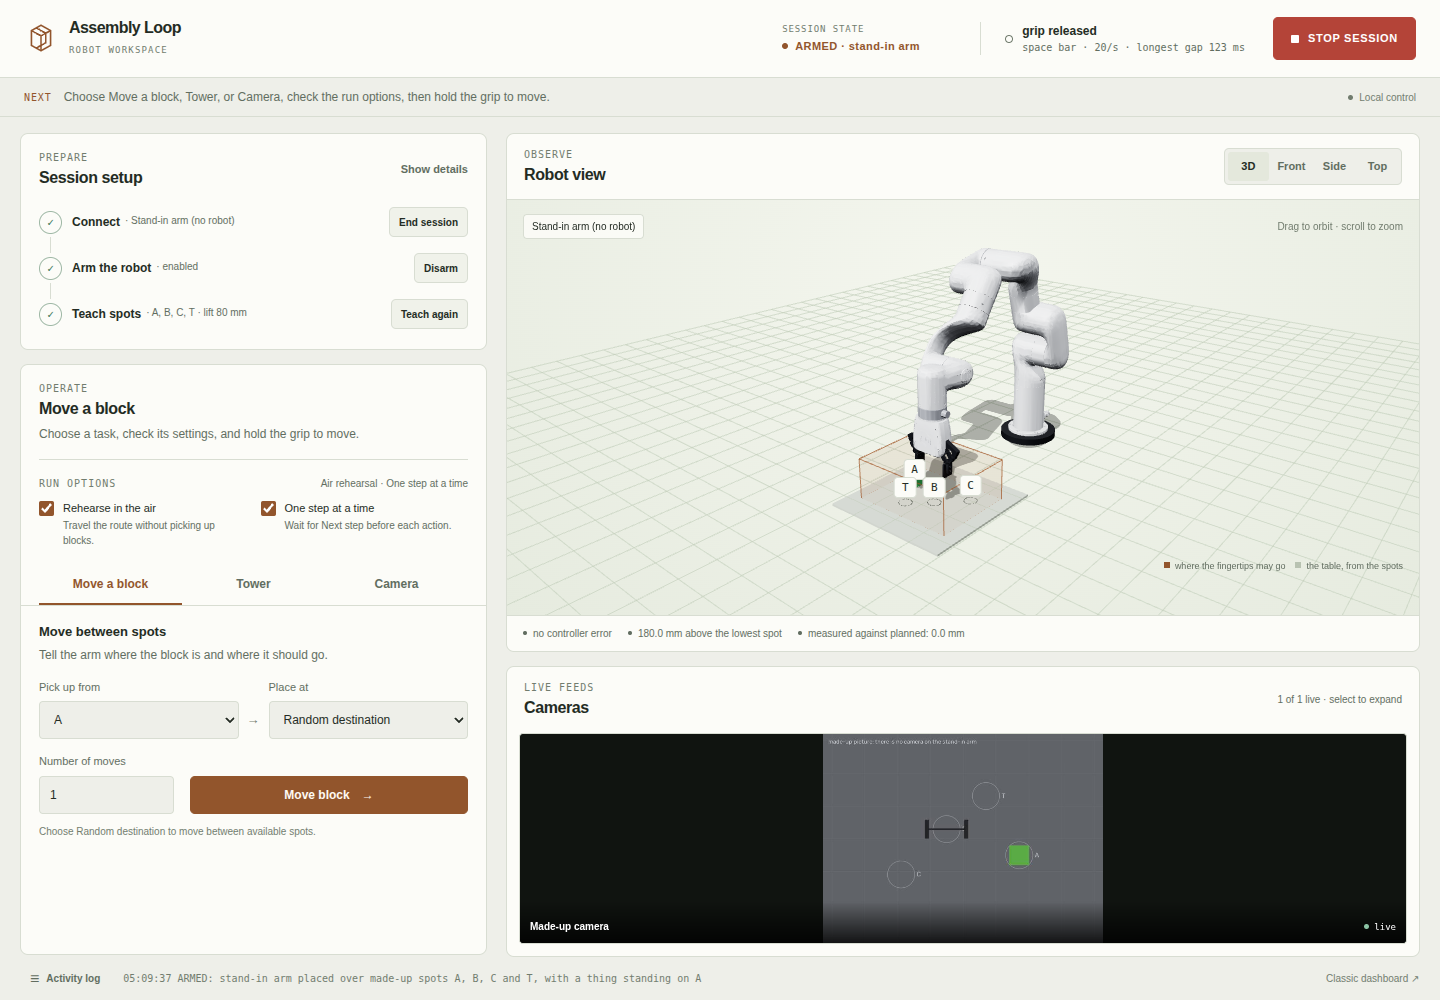 Assembly Loop
ROBOT WORKSPACE
SESSION STATE
ARMED · stand-in arm
grip released
space bar · 20/s · longest gap 123 ms
STOP SESSION
NEXT Choose Move a block, Tower, or Camera, check the run options, then hold the grip to move.
Local control
PREPARE
Session setup
Show details
✓ Connect · Stand-in arm (no robot)
End session
✓ Arm the robot · enabled
Disarm
✓ Teach spots · A, B, C, T · lift 80 mm
Teach again
OPERATE
Move a block
Choose a task, check its settings, and hold the grip to move.
RUN OPTIONS
Air rehearsal · One step at a time
Rehearse in the air
Travel the route without picking up
blocks.
One step at a time
Wait for Next step before each action.
Move a block
Tower
Camera
Move between spots
Tell the arm where the block is and where it should go.
Pick up from
Place at
A
→
Random destination
Number of moves
1
Move block →
Choose Random destination to move between available spots.
OBSERVE
Robot view
3D
Front
Side
Top
Stand-in arm (no robot)
Drag to orbit · scroll to zoom
A
T
B
C
where the fingertips may go
the table, from the spots
no controller error
180.0 mm above the lowest spot
measured against planned: 0.0 mm
LIVE FEEDS
Cameras
1 of 1 live · select to expand
made-up picture: there is no camera on the stand-in arm
T
A
C
Made-up camera
live
Activity log
05:09:37 ARMED: stand-in arm placed over made-up spots A, B, C and T, with a thing standing on A
Classic dashboard ↗